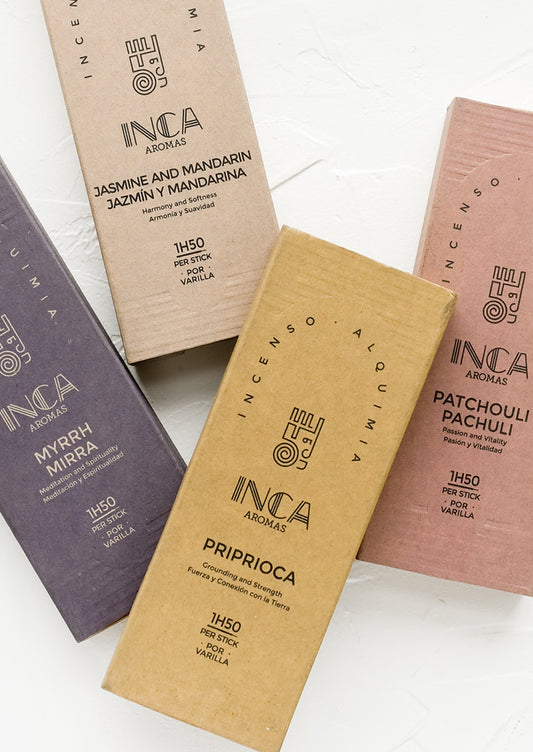 INCENSO · ALQUIMIA
INCA
AROMAS
JASMINE AND MANDARIN
JAZMÍN Y MANDARINA
Harmony and Softness
Armonía y Suavidad
1H50
PER STICK
· POR ·
VARILLA
INCENSO
INCA
AROMAS
PATCHOULI
PACHULI
Passion and Vitality
Pasión y Vitalidad
1H50
PER STICK
· POR ·
VARILLA
QUIMIA
INCA
AROMAS
MYRRH
MIRRA
Meditation and Spirituality
Meditación y Espiritualidad
1H50
PER STICK
· POR ·
VARILLA
INCENSO · ALQUIMIA
INCA
AROMAS
PRIPRIOCA
Grounding and Strength
Fuerza y Conexión con la Tierra
1H50
PER STICK
· POR ·
VARILLA